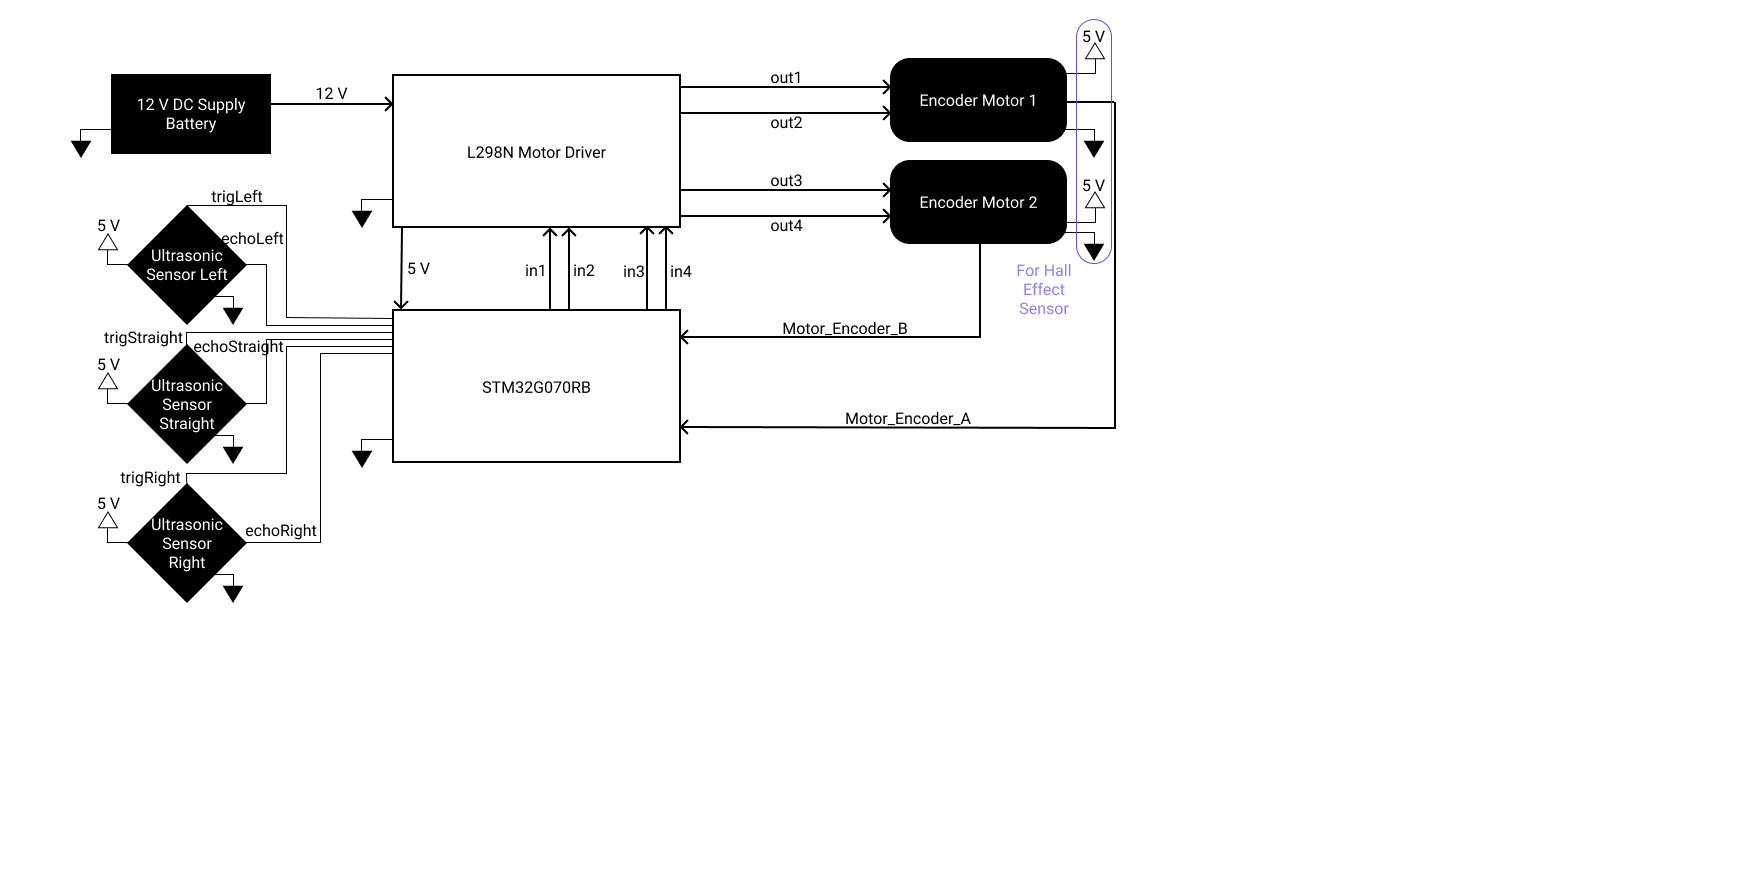 5 V
12 V DC Supply
Battery
12 V
L298N Motor Driver
out1
out2
out3
out4
Encoder Motor 1
Encoder Motor 2
5 V
For Hall
Effect
Sensor
trigLeft
5 V
echoLeft
Ultrasonic
Sensor Left
5 V
in1
in2
in3
in4
trigStraight
echoStraight
5 V
Ultrasonic
Sensor
Straight
STM32G070RB
Motor_Encoder_B
Motor_Encoder_A
trigRight
5 V
Ultrasonic
Sensor
Right
echoRight